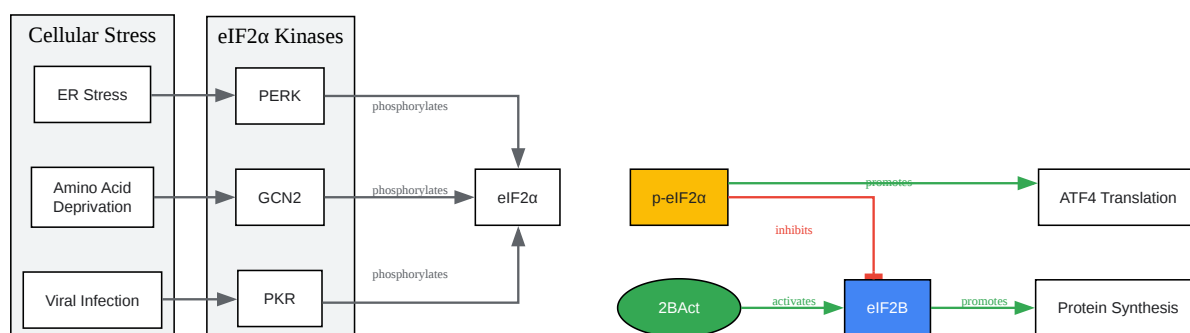 Cellular Stress
eIF2α Kinases
ER Stress
PERK
phosphorylates
Amino Acid
Deprivation
GCN2
phosphorylates
eIF2α
p-eIF2α
promotes
ATF4 Translation
inhibits
Viral Infection
PKR
phosphorylates
2BAct
activates
eIF2B
promotes
Protein Synthesis